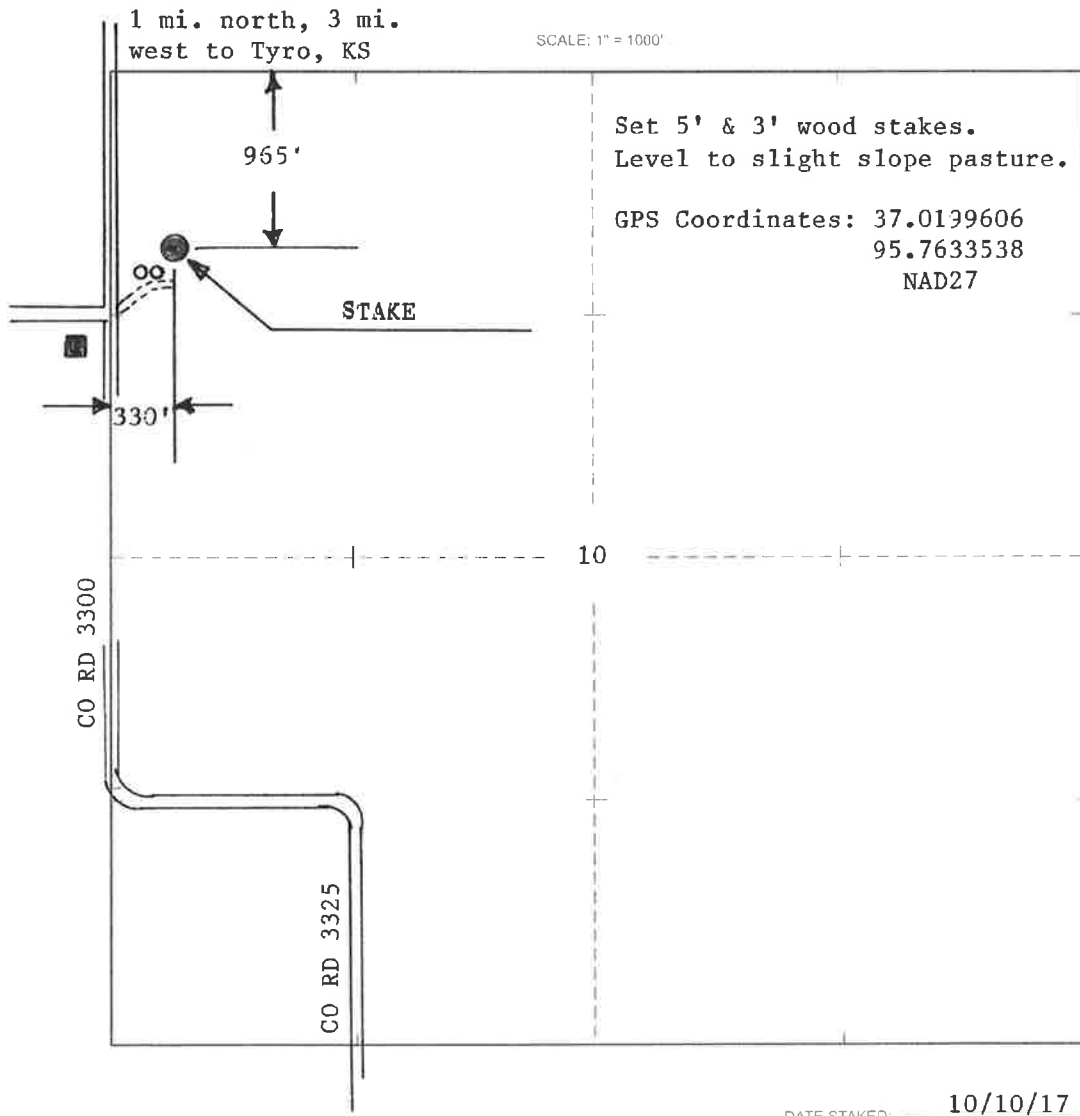 1 mi. north, 3 mi.
west to Tyro, KS
SCALE: 1" = 1000'
965'
Set 5' & 3' wood stakes.
Level to slight slope pasture.
GPS Coordinates: 37.0199606
95.7633538
NAD27
STAKE
330'
10
CO RD 3300
CO RD 3325
DATE STAKED: 10/10/17